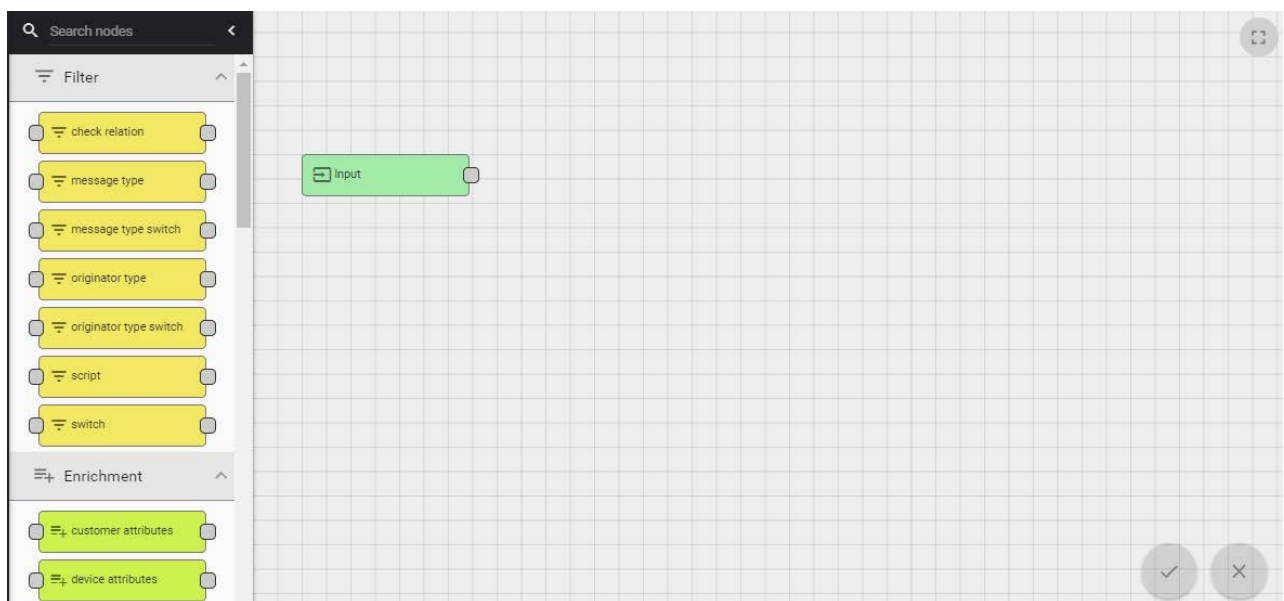 Search nodes
Filter
check relation
message type
message type switch
originator type
originator type switch
script
switch
Enrichment
customer attributes
device attributes
Input